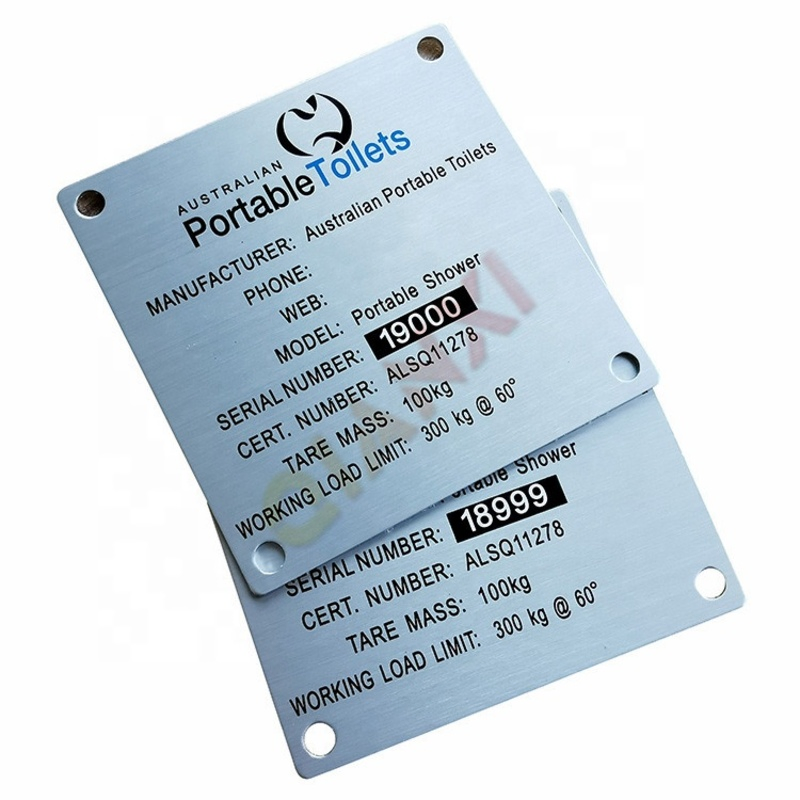 AUSTRALIAN
PortableToilets
MANUFACTURER: Australian Portable Toilets
PHONE:
WEB:
MODEL: Portable Shower
SERIAL NUMBER: 19000
CERT. NUMBER: ALSQ11278
TARE MASS: 100kg
WORKING LOAD LIMIT: 300 kg @ 60°
QIANXI
Portable Shower
SERIAL NUMBER: 18999
CERT. NUMBER: ALSQ11278
TARE MASS: 100kg
WORKING LOAD LIMIT: 300 kg @ 60°